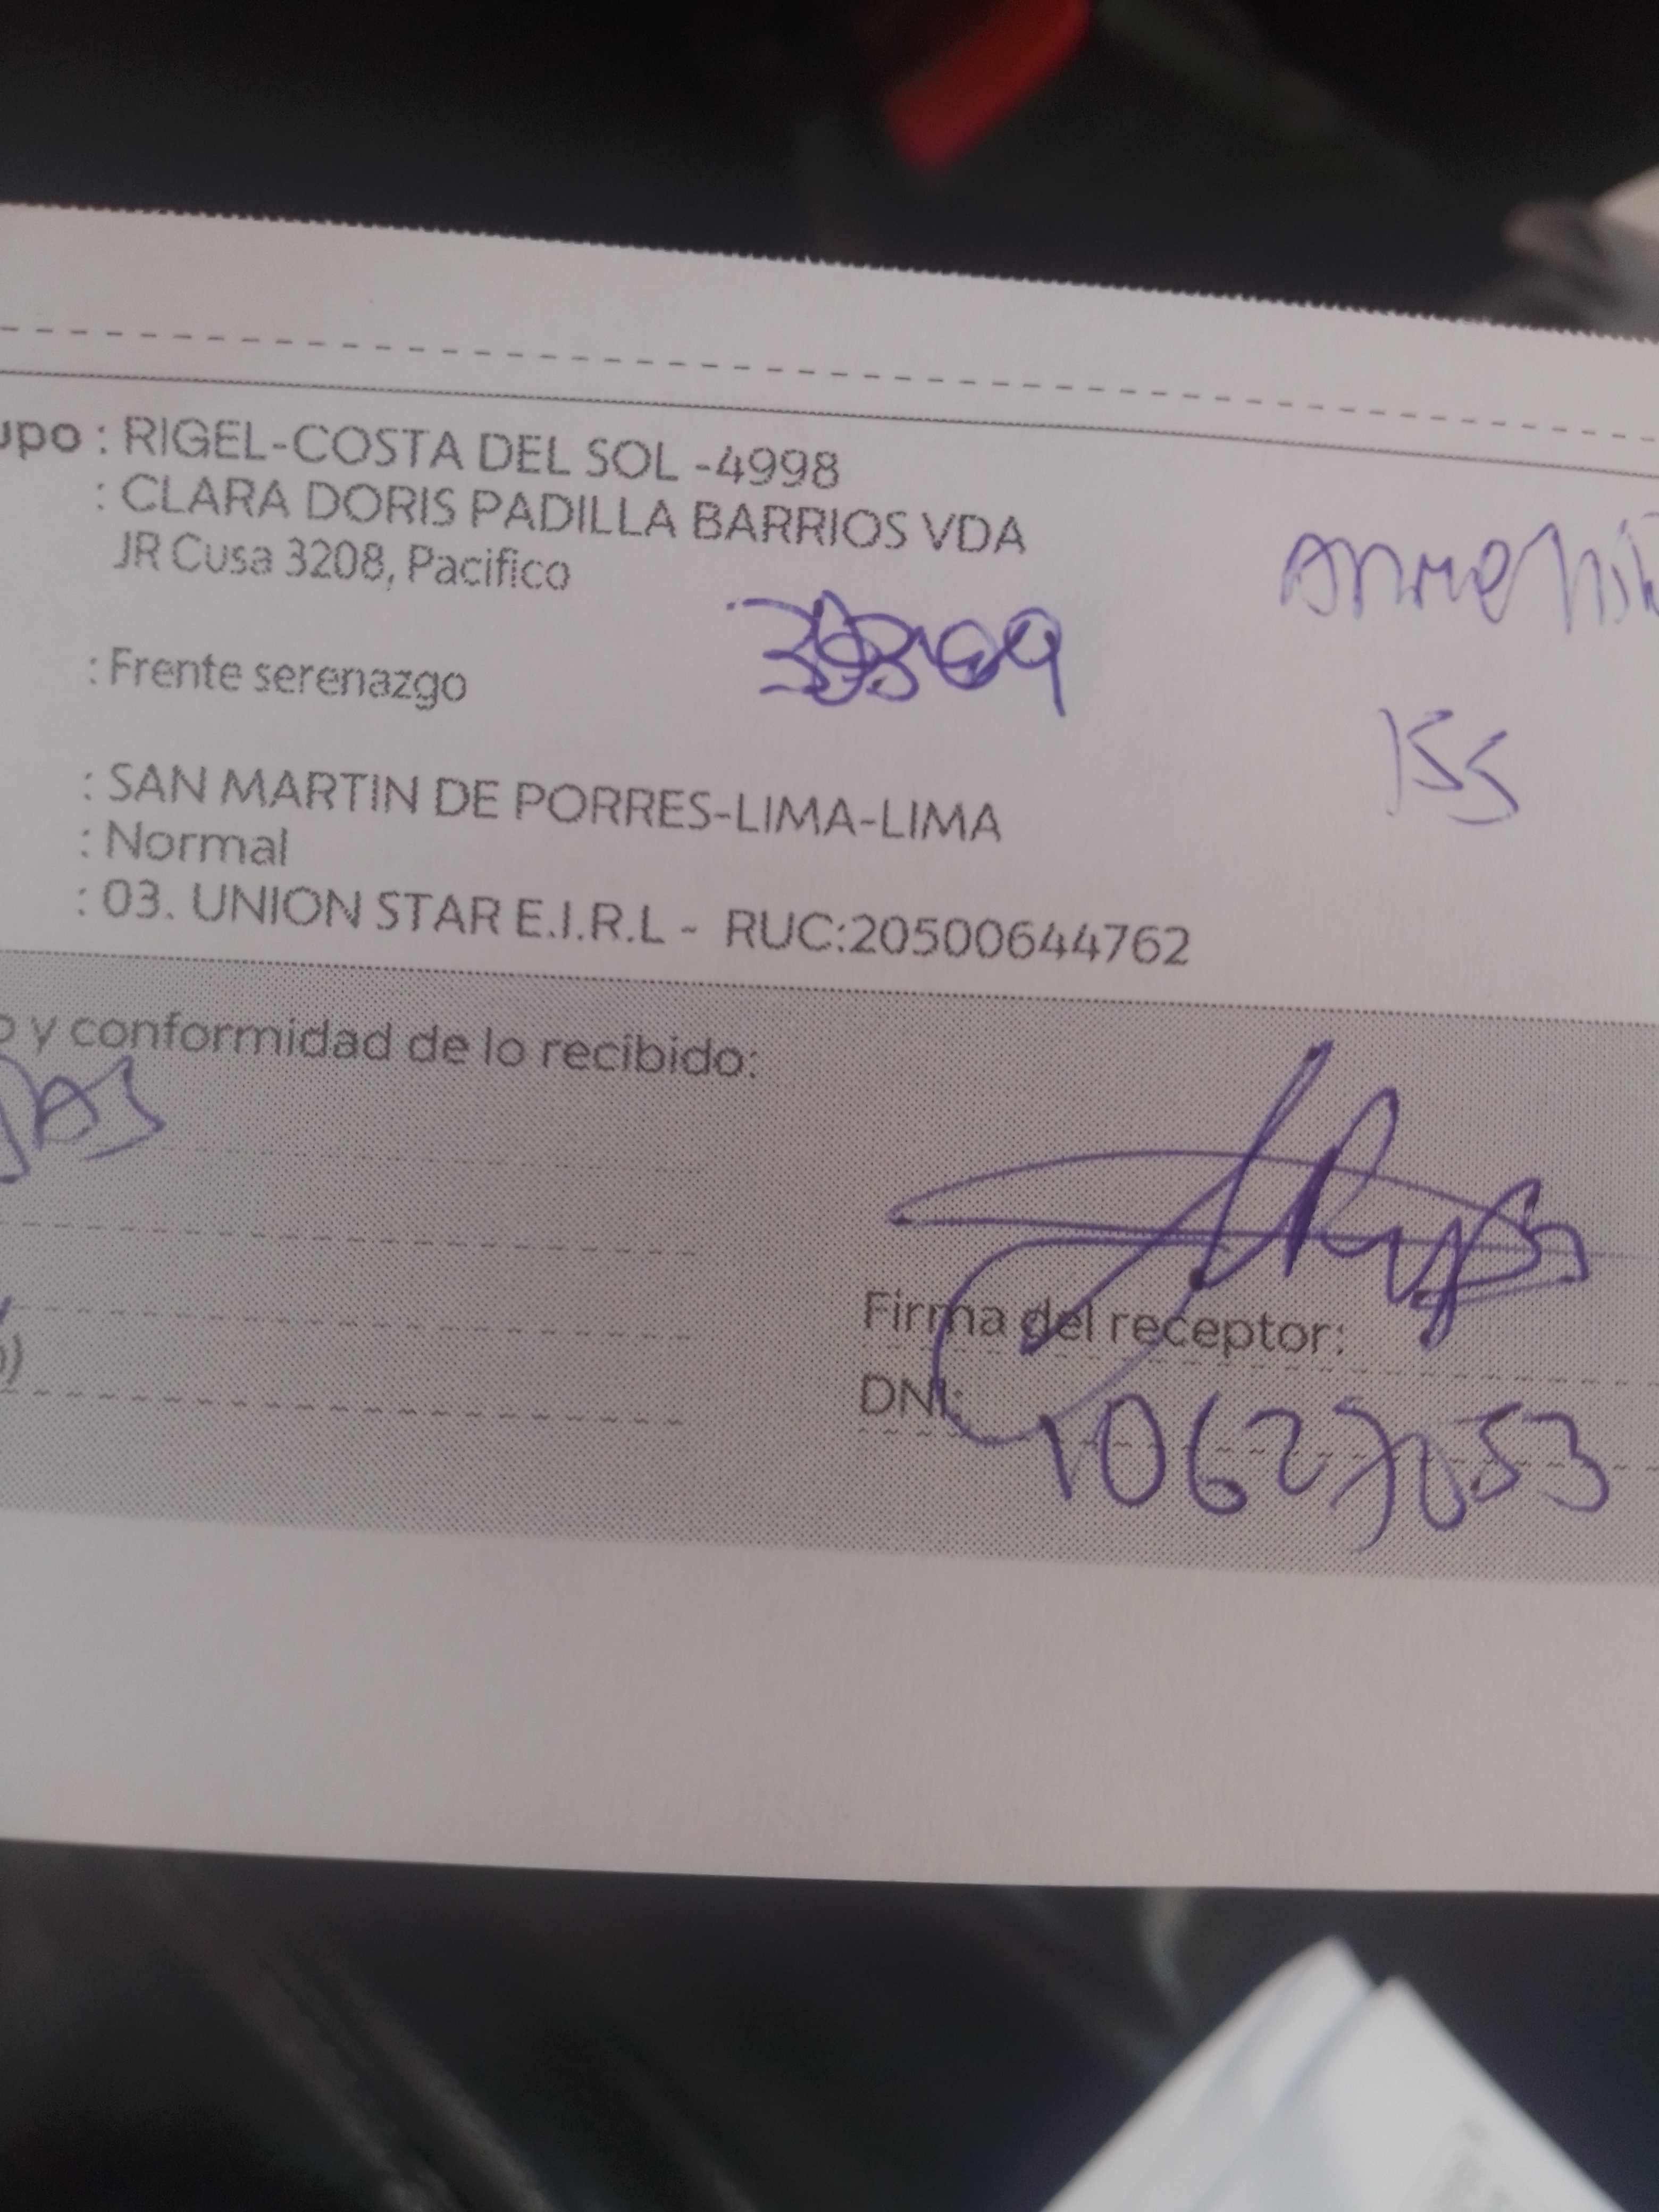 upo : RIGEL-COSTA DEL SOL -4998
: CLARA DORIS PADILLA BARRIOS VDA
JR Cusa 3208, Pacifico
: Frente serenazgo
155
: SAN MARTIN DE PORRES-LIMA-LIMA
: Normal
: 03. UNION STAR E.I.R.L - RUC:20500644762
o y conformidad de lo recibido:
Firma del receptor:
DNI: